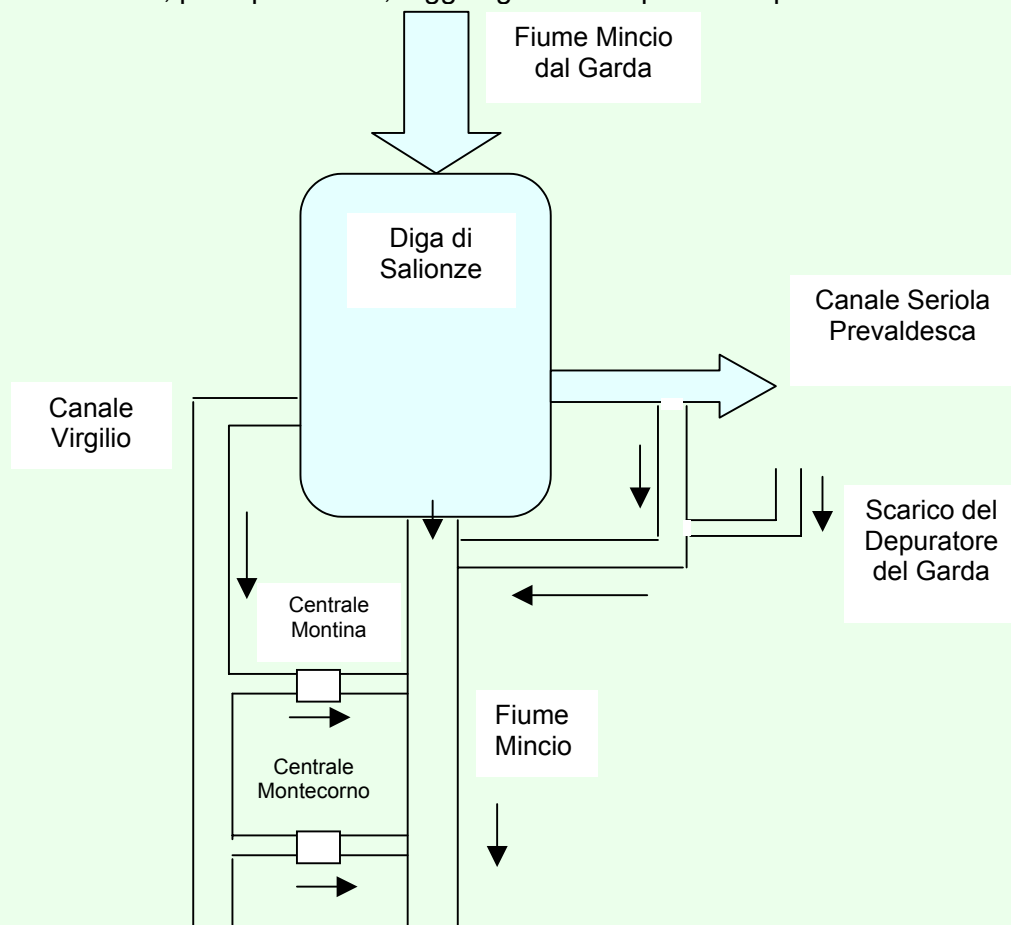 Fiume Mincio
dal Garda
Diga di
Salionze
Canale Seriola
Prevaldesca
Canale
Virgilio
Scarico del
Depuratore
del Garda
Centrale
Montina
Fiume
Mincio
Centrale
Montecorno